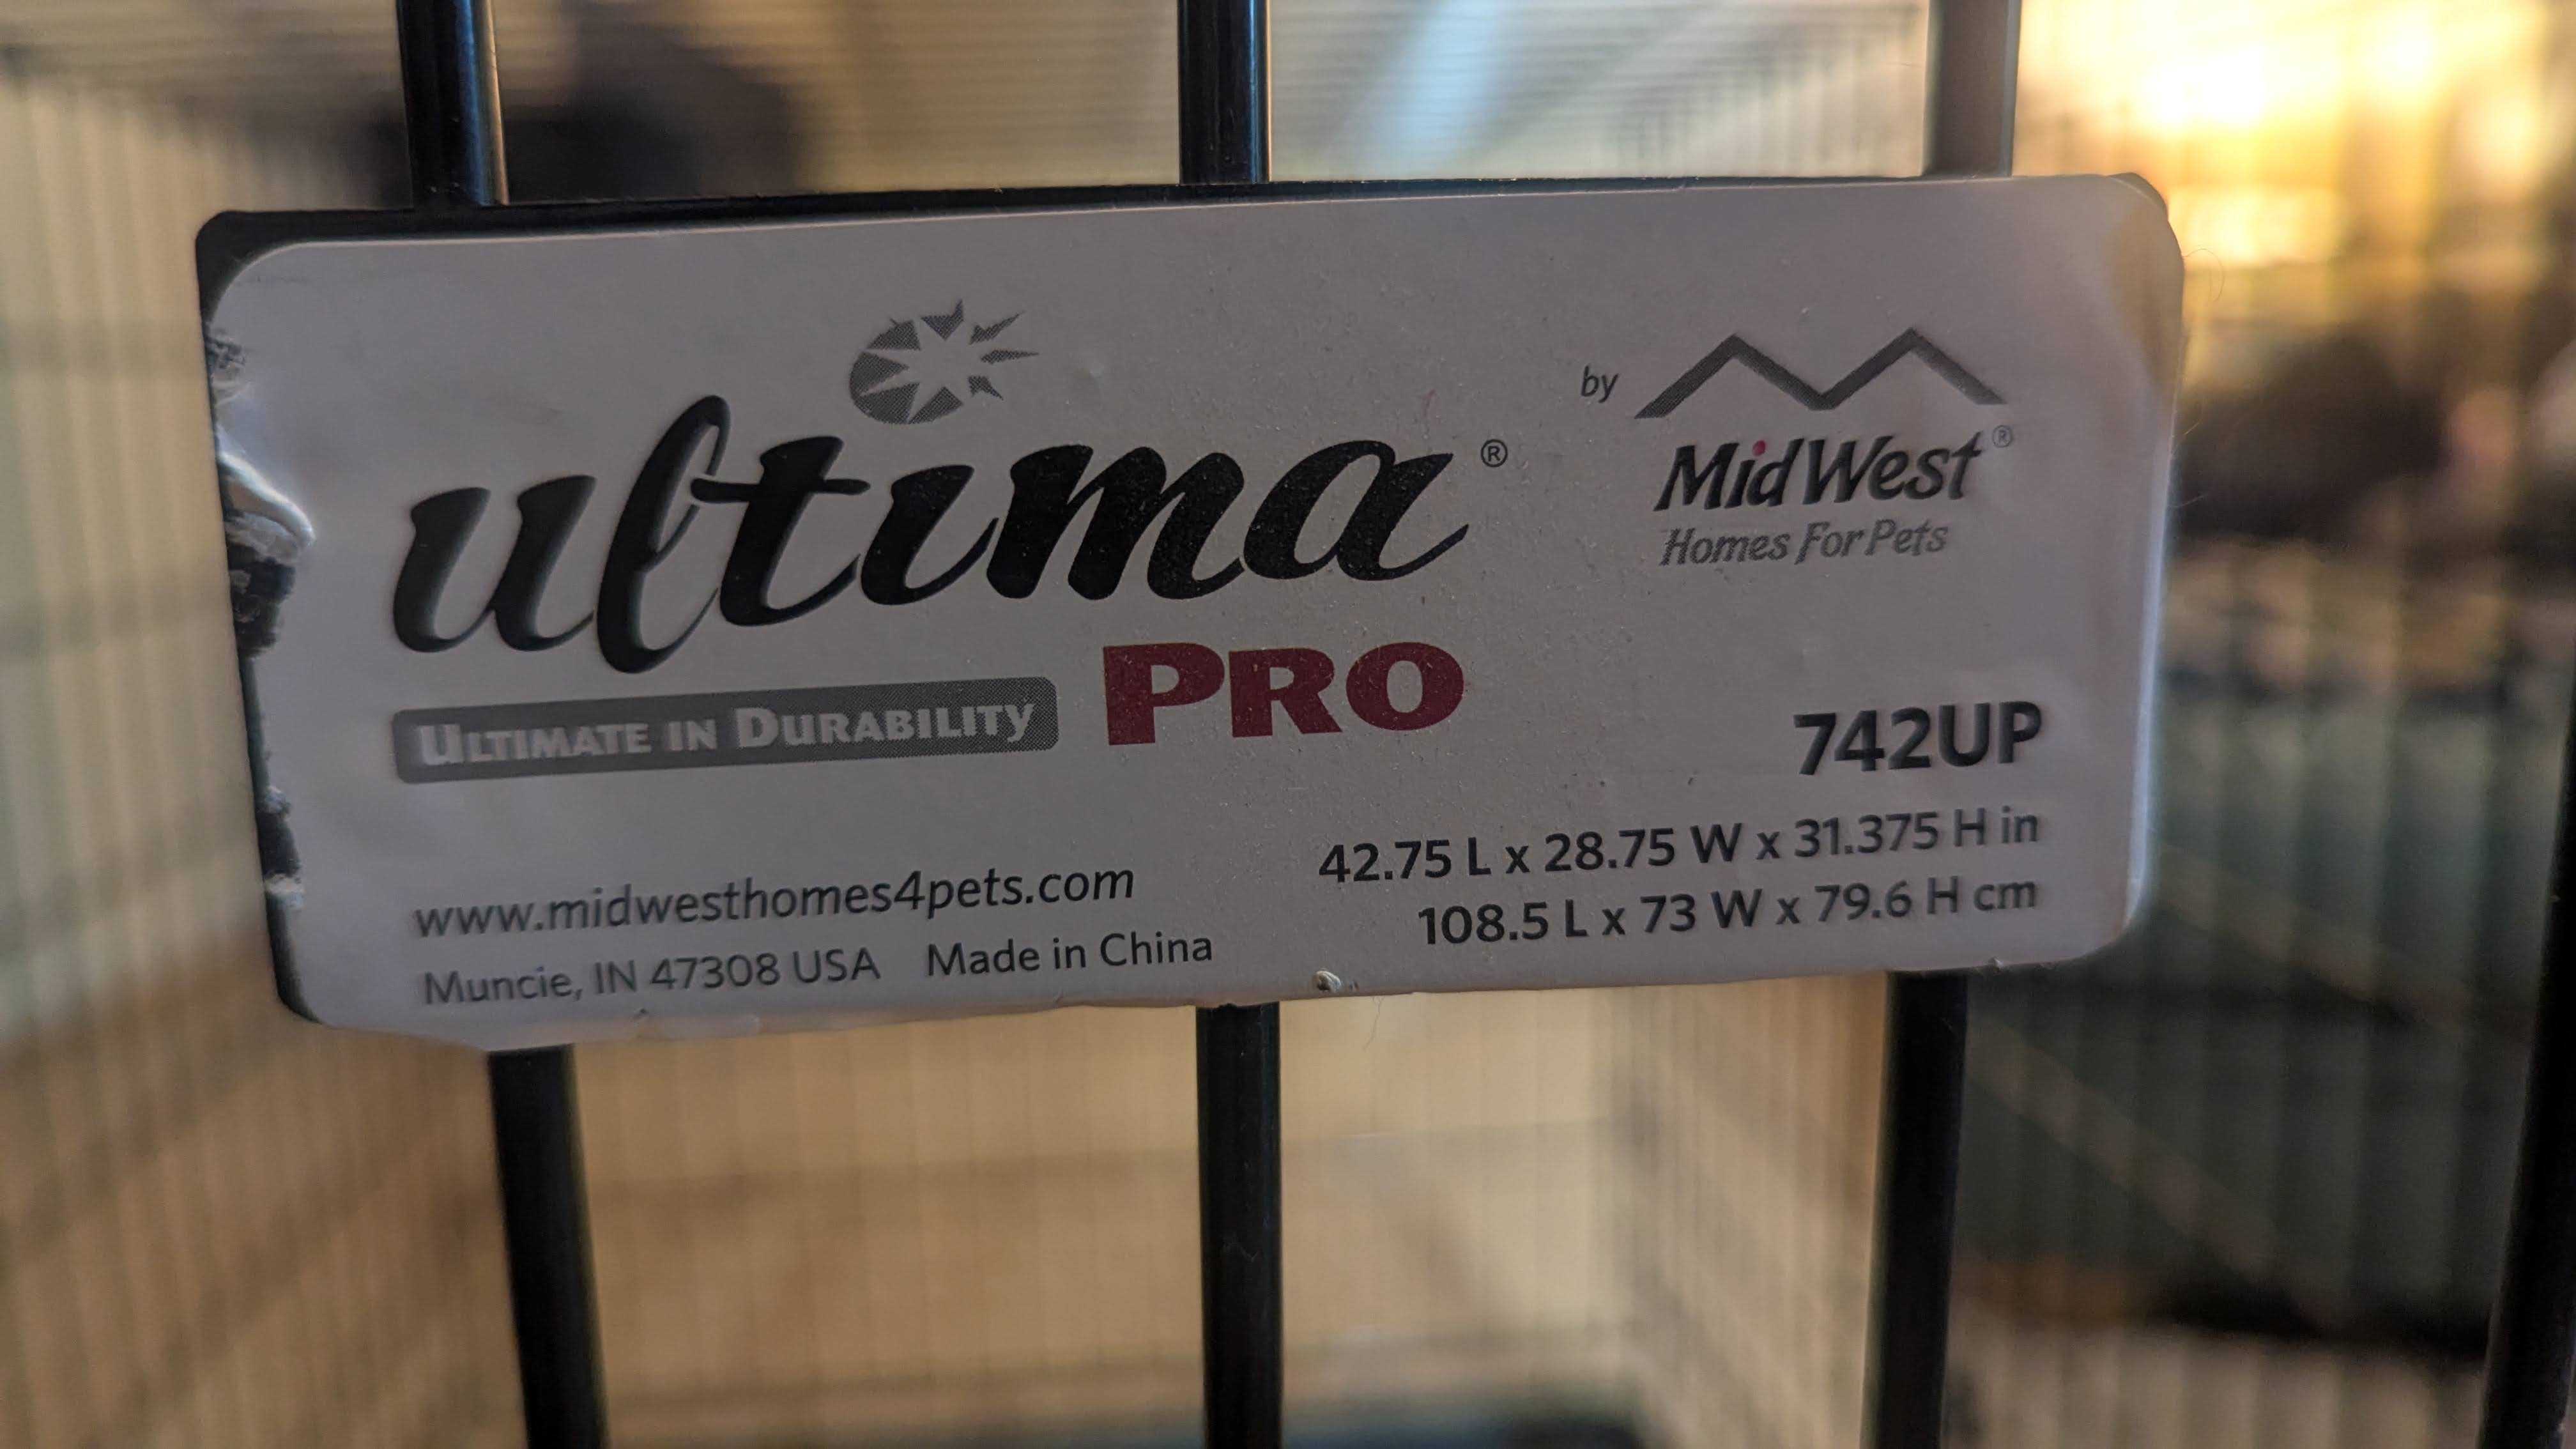 ultima®
by
MidWest®
Homes For Pets
ULTIMATE IN DURABILITY
PRO
742UP
42.75 L x 28.75 W x 31.375 H in
108.5 L x 73 W x 79.6 H cm
www.midwesthomes4pets.com
Muncie, IN 47308 USA Made in China